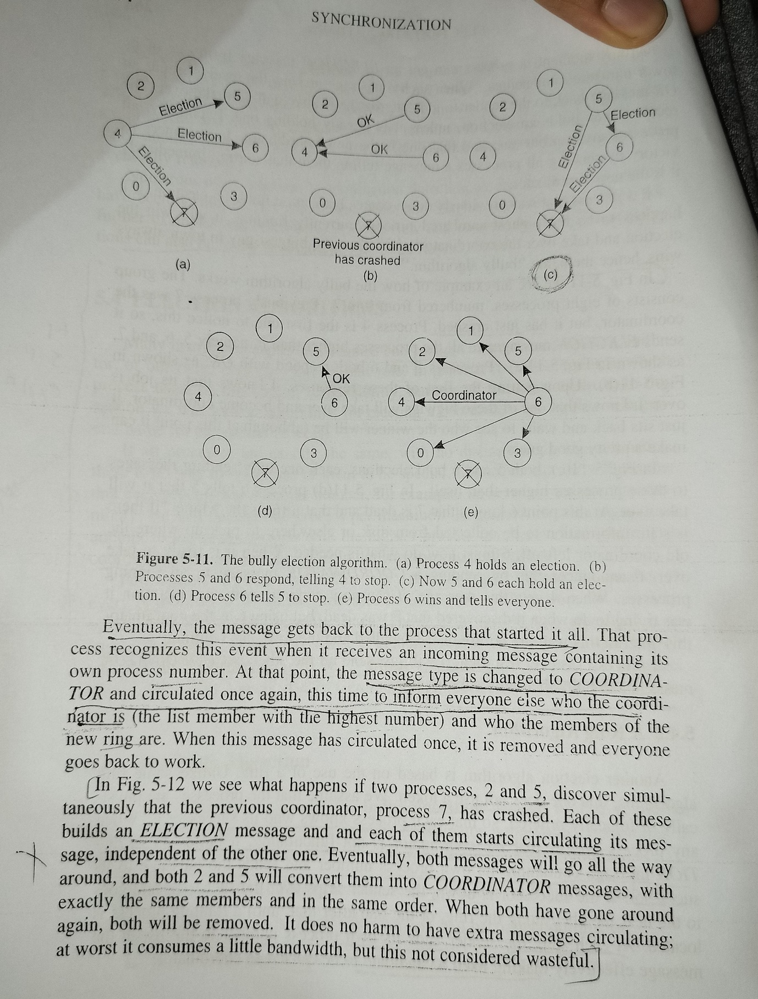 SYNCHRONIZATION
1
2
5
Election
4
Election
6
Election
0
3
7
(a)
1
2
5
OK
4
OK
6
0
3
7
Previous coordinator
has crashed
(b)
1
5
2
Election
Election
6
4
Election
3
0
7
(c)
1
2
5
OK
4
6
0
3
7
(d)
1
2
5
4
Coordinator
6
0
3
7
(e)
Figure 5-11. The bully election algorithm. (a) Process 4 holds an election. (b)
Processes 5 and 6 respond, telling 4 to stop. (c) Now 5 and 6 each hold an elec-
tion. (d) Process 6 tells 5 to stop. (e) Process 6 wins and tells everyone.
Eventually, the message gets back to the process that started it all. That pro-
cess recognizes this event when it receives an incoming message containing its
own process number. At that point, the message type is changed to COORDINA-
TOR and circulated once again, this time to inform everyone else who the coordi-
nator is (the list member with the highest number) and who the members of the
new ring are. When this message has circulated once, it is removed and everyone
goes back to work.
In Fig. 5-12 we see what happens if two processes, 2 and 5, discover simul-
taneously that the previous coordinator, process 7, has crashed. Each of these
builds an ELECTION message and and each of them starts circulating its mes-
sage, independent of the other one. Eventually, both messages will go all the way
around, and both 2 and 5 will convert them into COORDINATOR messages, with
exactly the same members and in the same order. When both have gone around
again, both will be removed. It does no harm to have extra messages circulating;
at worst it consumes a little bandwidth, but this not considered wasteful.